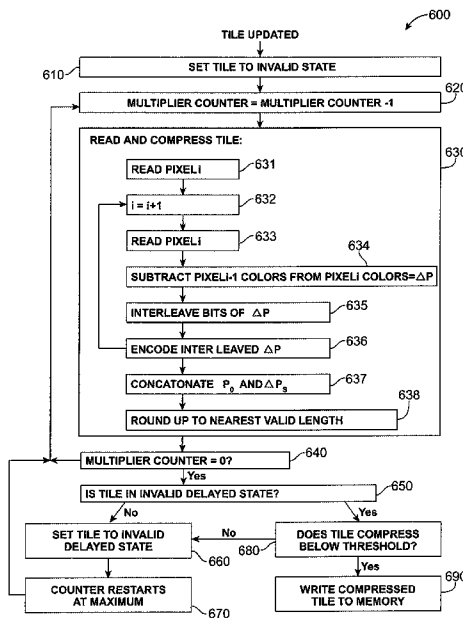 600
TILE UPDATED
610
SET TILE TO INVALID STATE
620
MULTIPLIER COUNTER = MULTIPLIER COUNTER -1
630
READ AND COMPRESS TILE:
READ PIXELi
631
i = i+1
632
READ PIXELi
633
634
SUBTRACT PIXELi-1 COLORS FROM PIXELi COLORS=△P
INTERLEAVE BITS OF △P
635
ENCODE INTER LEAVED △P
636
CONCATONATE P0 AND△Ps
637
ROUND UP TO NEAREST VALID LENGTH
638
MULTIPLIER COUNTER = 0?
640
Yes
IS TILE IN INVALID DELAYED STATE?
650
No
Yes
SET TILE TO INVALID
DELAYED STATE
660
No
680
DOES TILE COMPRESS
BELOW THRESHOLD?
Yes
COUNTER RESTARTS
AT MAXIMUM
670
WRITE COMPRESSED
TILE TO MEMORY
690